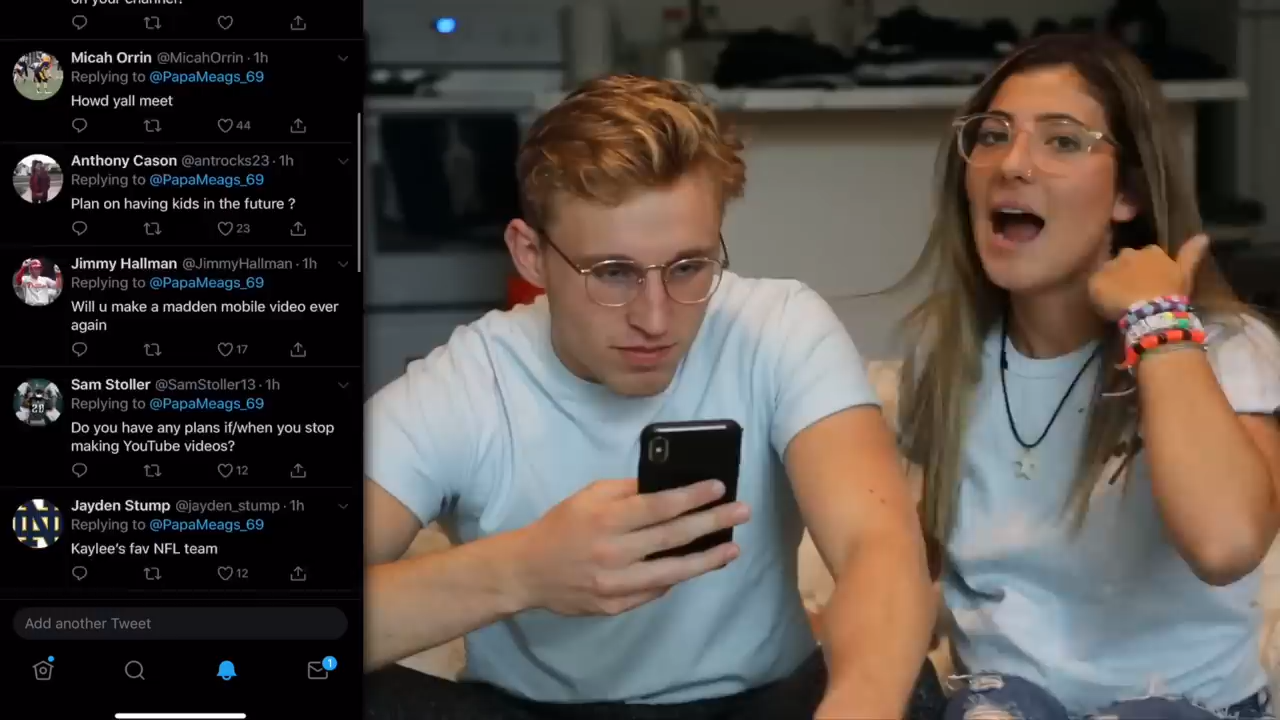 on your channel?
Micah Orrin @MicahOrrin · 1h
Replying to @PapaMeags_69
Howd yall meet
44
Anthony Cason @antrocks23 · 1h
Replying to @PapaMeags_69
Plan on having kids in the future ?
23
Jimmy Hallman @JimmyHallman · 1h
Replying to @PapaMeags_69
Will u make a madden mobile video ever
again
17
Sam Stoller @SamStoller13 · 1h
Replying to @PapaMeags_69
Do you have any plans if/when you stop
making YouTube videos?
12
Jayden Stump @jayden_stump · 1h
Replying to @PapaMeags_69
Kaylee's fav NFL team
12
Add another Tweet
1